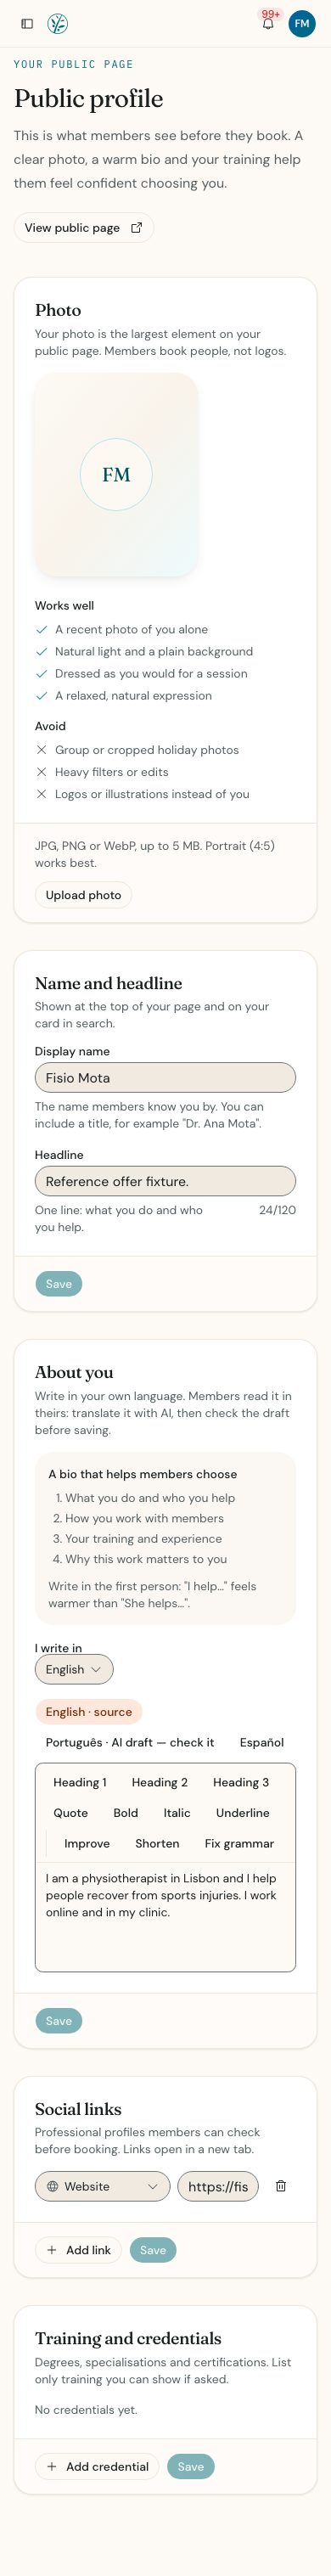 99+
FM
YOUR PUBLIC PAGE
Public profile
This is what members see before they book. A
clear photo, a warm bio and your training help
them feel confident choosing you.
View public page
Photo
Your photo is the largest element on your
public page. Members book people, not logos.
FM
Works well
A recent photo of you alone
Natural light and a plain background
Dressed as you would for a session
A relaxed, natural expression
Avoid
Group or cropped holiday photos
Heavy filters or edits
Logos or illustrations instead of you
JPG, PNG or WebP, up to 5 MB. Portrait (4:5)
works best.
Upload photo
Name and headline
Shown at the top of your page and on your
card in search.
Display name
Fisio Mota
The name members know you by. You can
include a title, for example "Dr. Ana Mota".
Headline
Reference offer fixture.
One line: what you do and who 24/120
you help.
Save
About you
Write in your own language. Members read it in
theirs: translate it with AI, then check the draft
before saving.
A bio that helps members choose
1. What you do and who you help
2. How you work with members
3. Your training and experience
4. Why this work matters to you
Write in the first person: "I help…" feels
warmer than "She helps…".
I write in
English
English · source
Português · AI draft — check it Español
Heading 1 Heading 2 Heading 3
Quote Bold Italic Underline
Improve Shorten Fix grammar
I am a physiotherapist in Lisbon and I help
people recover from sports injuries. I work
online and in my clinic.
Save
Social links
Professional profiles members can check
before booking. Links open in a new tab.
Website https://fis
Add link Save
Training and credentials
Degrees, specialisations and certifications. List
only training you can show if asked.
No credentials yet.
Add credential Save